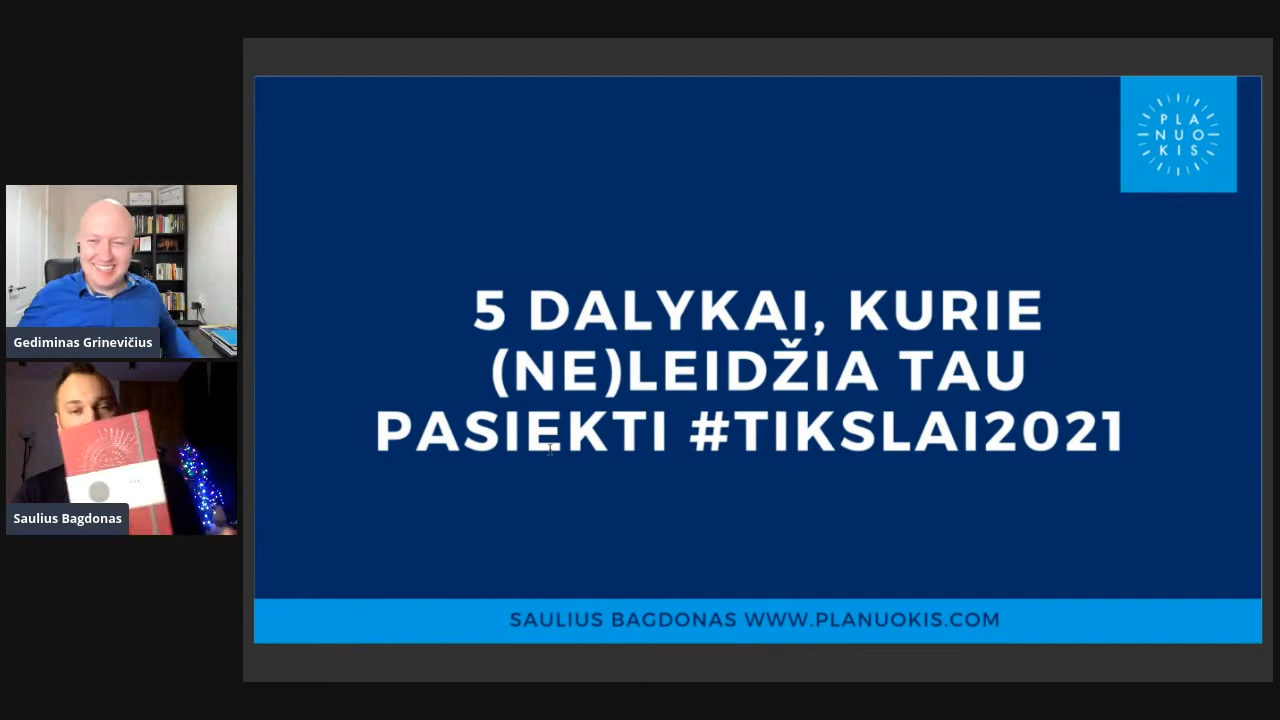 PLA
NUO
KIS
5 DALYKAI, KURIE
(NE)LEIDŽIA TAU
PASIEKTI #TIKSLAI2021
Gediminas Grinevičius
Saulius Bagdonas
SAULIUS BAGDONAS WWW.PLANUOKIS.COM